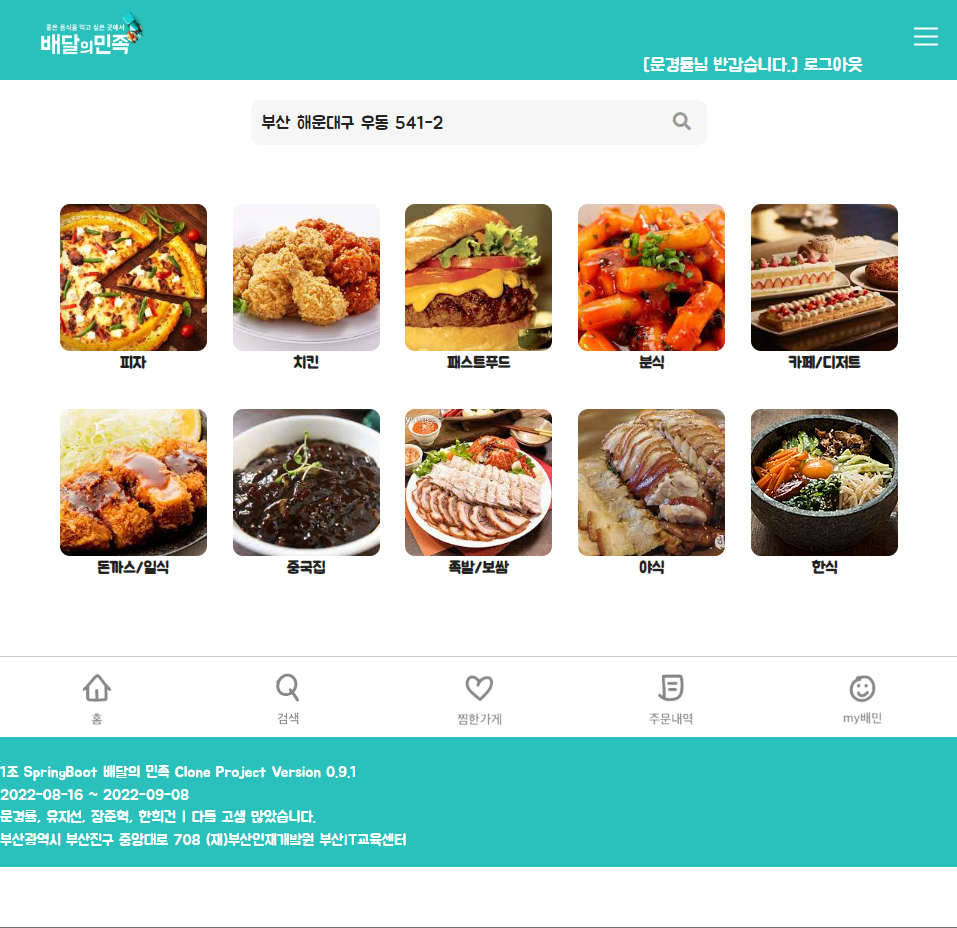 좋은 음식을 먹고 싶은 곳에서
배달의민족
[문경률님 반갑습니다.] 로그아웃
부산 해운대구 우동 541-2
피자 치킨 패스트푸드 분식 카페/디저트
돈까스/일식 중국집 족발/보쌈 야식 한식
홈 검색 찜한가게 주문내역 my배민
1조 SpringBoot 배달의 민족 Clone Project Version 0.9.1
2022-08-16 ~ 2022-09-08
문경률, 유지선, 장준혁, 한희건 | 다들 고생 많았습니다.
부산광역시 부산진구 중앙대로 708 (재)부산인재개발원 부산IT교육센터